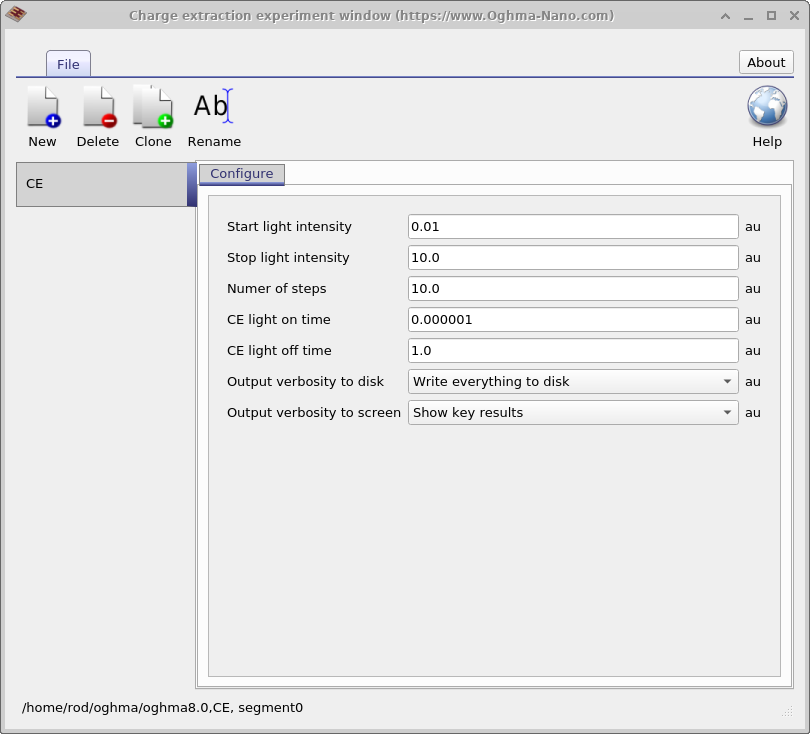 Charge extraction experiment window (https://www.Oghma-Nano.com)
File
About
Ab
New Delete Clone Rename Help
CE
Configure
Start light intensity 0.01 au
Stop light intensity 10.0 au
Numer of steps 10.0 au
CE light on time 0.000001 au
CE light off time 1.0 au
Output verbosity to disk Write everything to disk au
Output verbosity to screen Show key results au
/home/rod/oghma/oghma8.0,CE, segment0